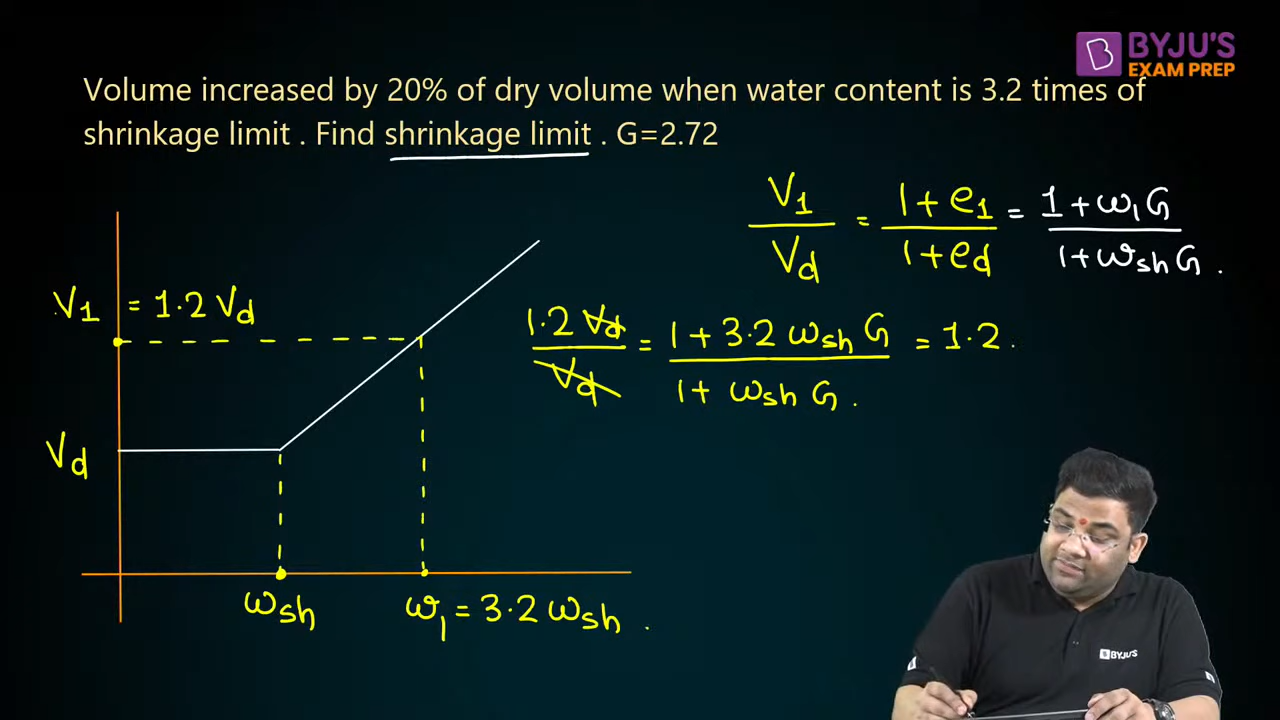 BYJU'S
EXAM PREP
Volume increased by 20% of dry volume when water content is 3.2 times of
shrinkage limit . Find shrinkage limit . G=2.72
V1/Vd = 1+e1/1+ed = 1+ω1G/1+ωshG .
V1 = 1.2 Vd
1.2 Vd/Vd = 1+3.2 ωsh G/1+ ωsh G . = 1.2 .
Vd
ωsh
ω1 = 3.2 ωsh .
BYJU'S